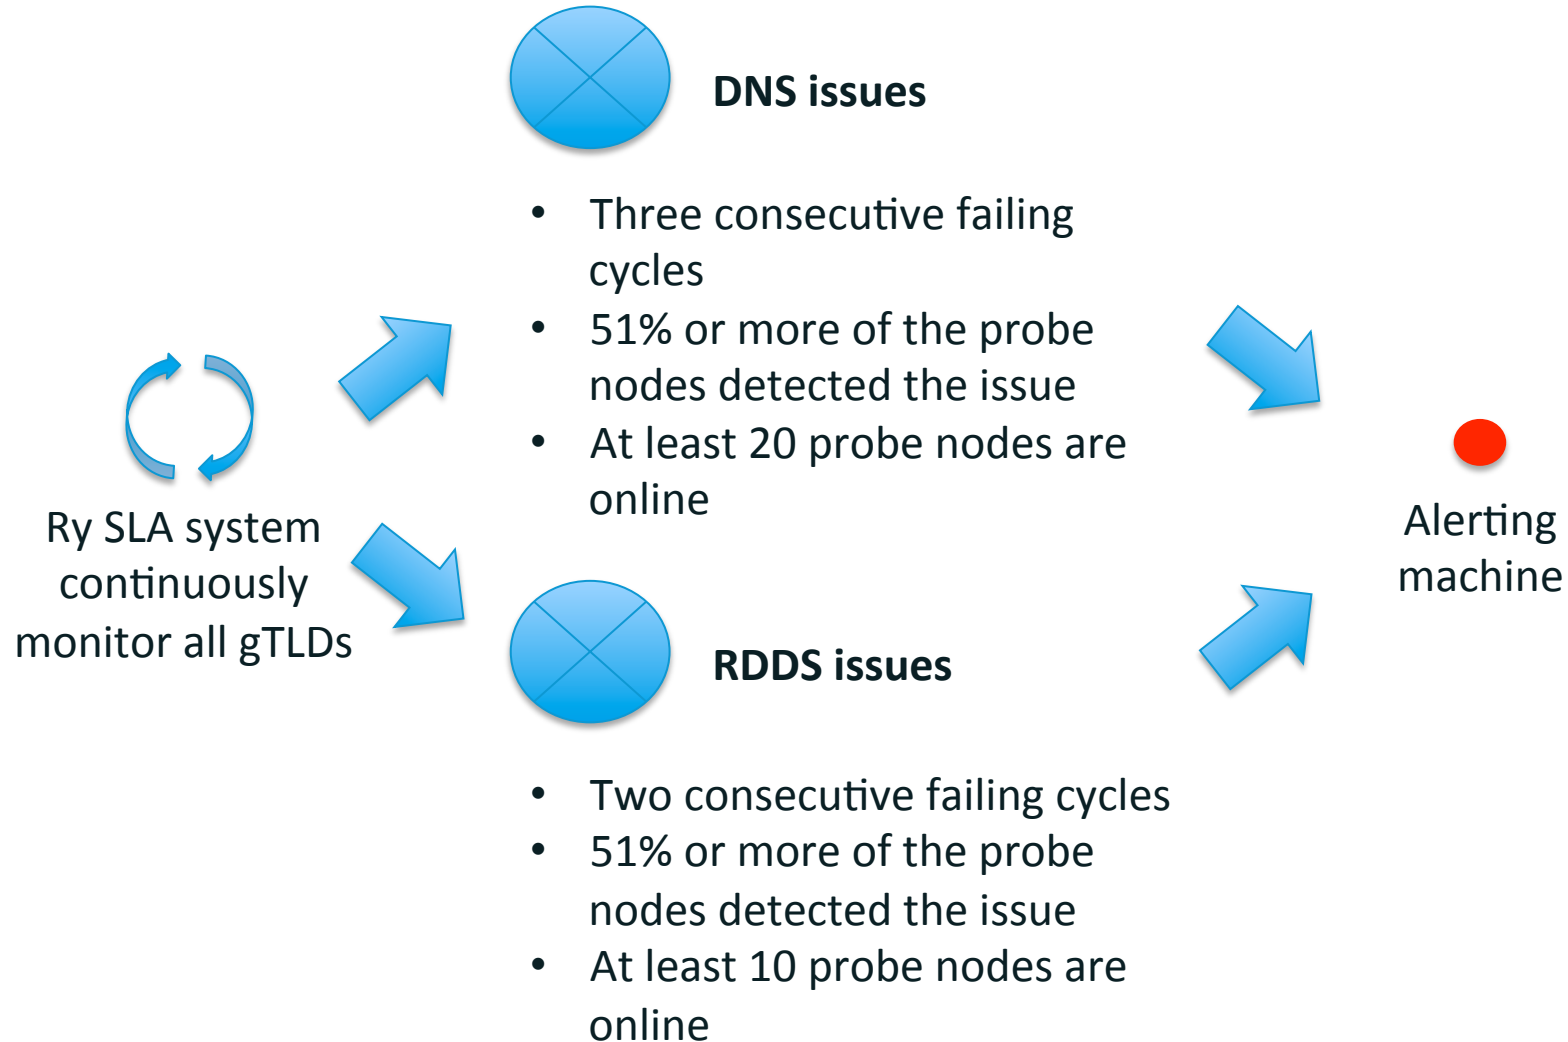 DNS issues
• Three consecutive failing
cycles
• 51% or more of the probe
nodes detected the issue
• At least 20 probe nodes are
online
Ry SLA system
continuously
monitor all gTLDs
Alerting
machine
RDDS issues
• Two consecutive failing cycles
• 51% or more of the probe
nodes detected the issue
• At least 10 probe nodes are
online